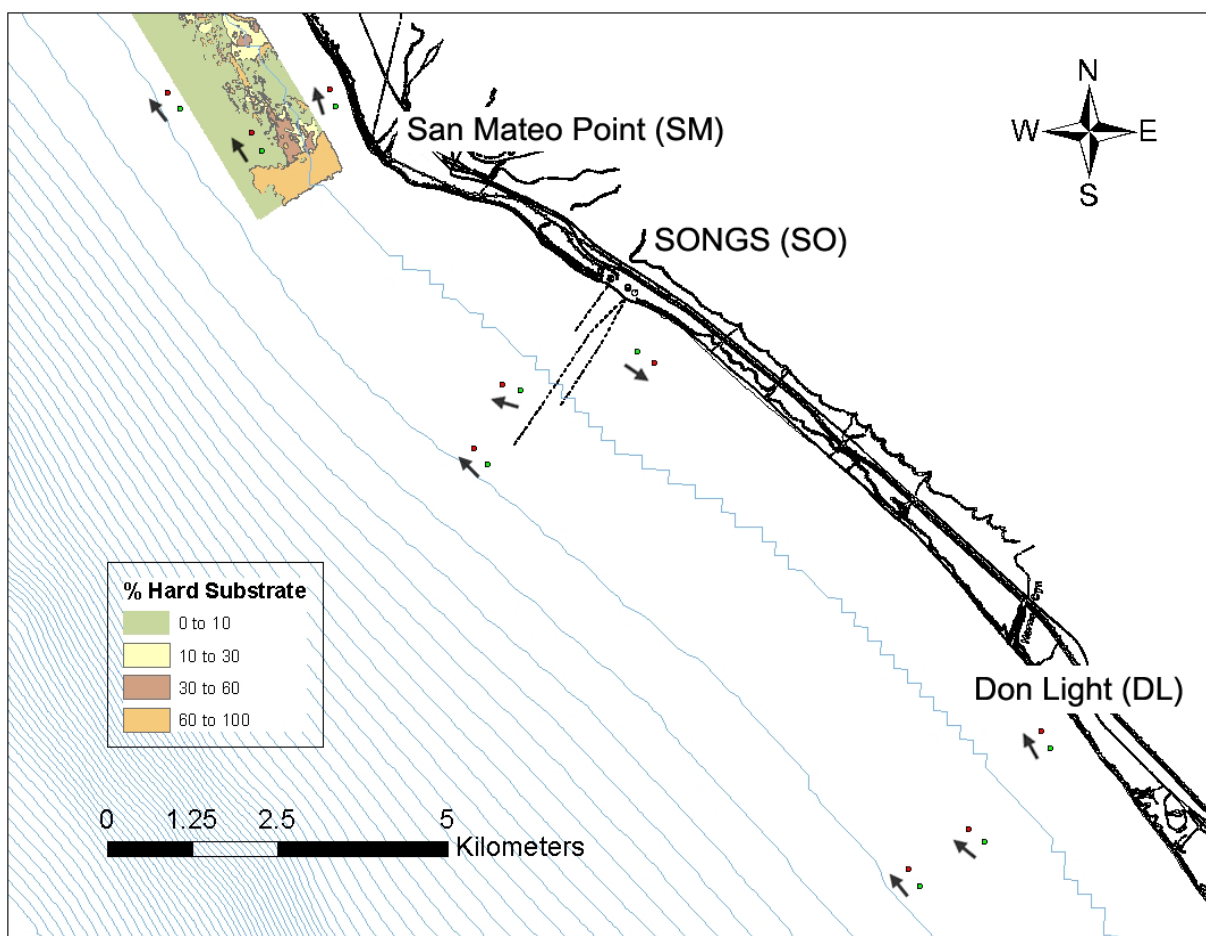 N
W E
S
San Mateo Point (SM)
SONGS (SO)
Don Light (DL)
% Hard Substrate
0 to 10
10 to 30
30 to 60
60 to 100
0 1.25 2.5 5
Kilometers